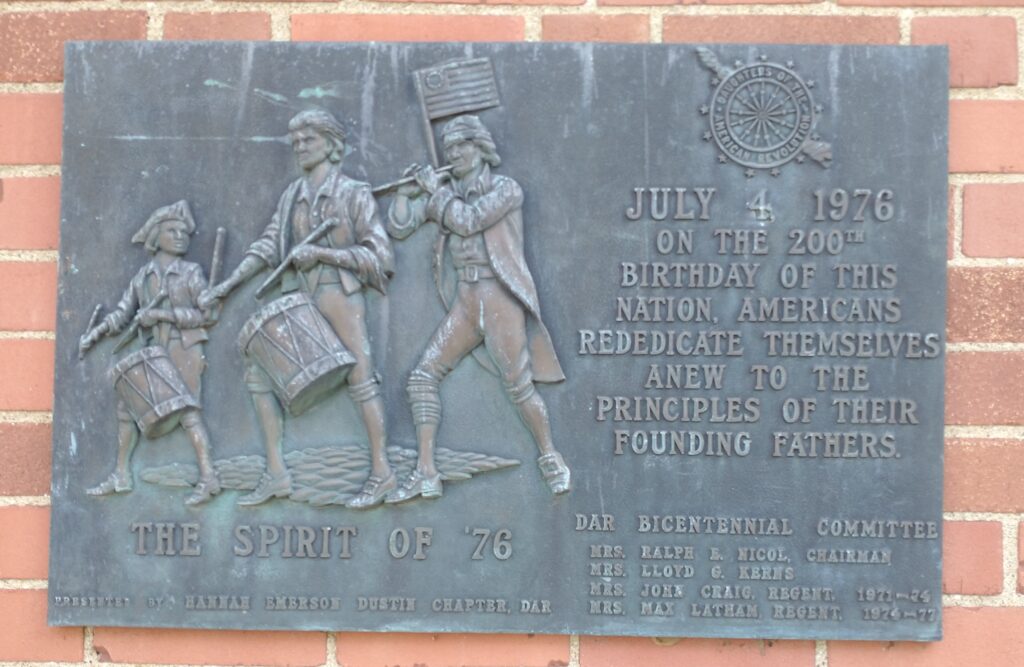 DAUGHTERS OF THE
AMERICAN REVOLUTION
JULY 4, 1976
ON THE 200TH
BIRTHDAY OF THIS
NATION, AMERICANS
REDEDICATE THEMSELVES
ANEW TO THE
PRINCIPLES OF THEIR
FOUNDING FATHERS.
THE SPIRIT OF '76
PRESENTED BY: HANNAH EMERSON DUSTIN CHAPTER, DAR
DAR BICENTENNIAL COMMITTEE
MRS. RALPH E. NICOL, CHAIRMAN
MRS. LLOYD G. KERNS
MRS. JOHN CRAIG, REGENT, 1971-74
MRS. MAX LATHAM, REGENT, 1974-77